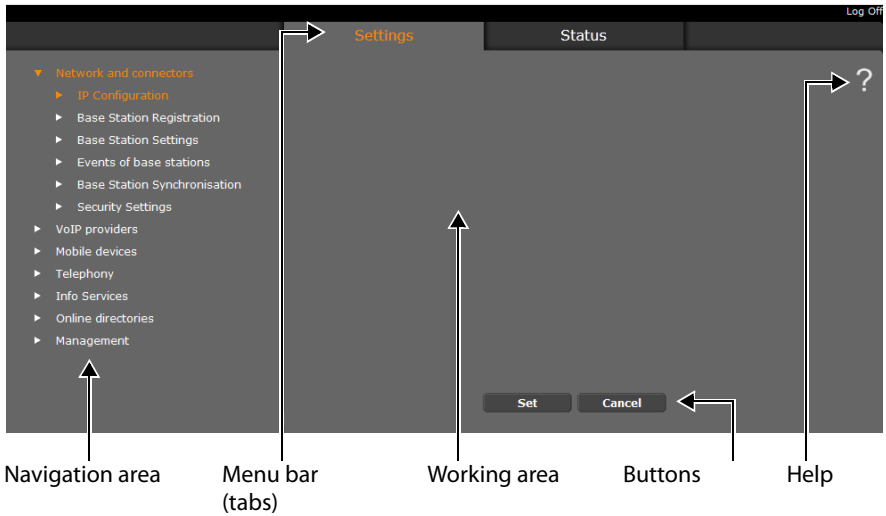 Log Off
Settings
Status
Network and connectors
IP Configuration
Base Station Registration
Base Station Settings
Events of base stations
Base Station Synchronisation
Security Settings
VoIP providers
Mobile devices
Telephony
Info Services
Online directories
Management
?
Set
Cancel
Navigation area
Menu bar
(tabs)
Working area
Buttons
Help